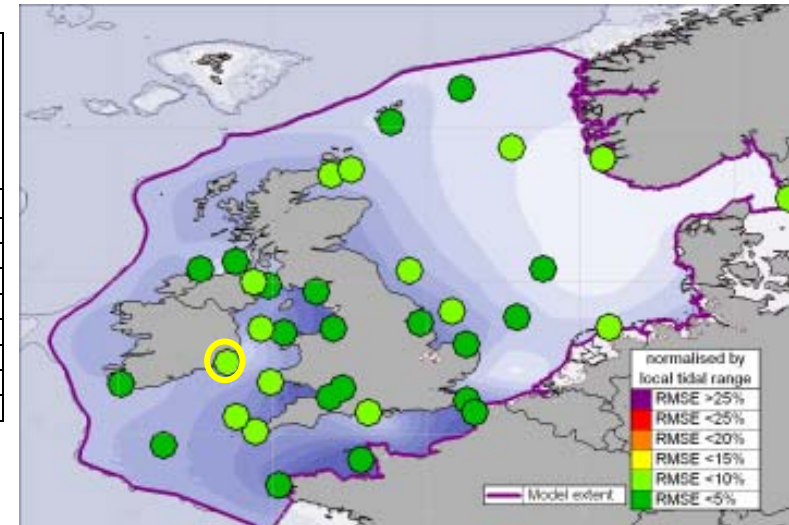 normalised by
local tidal range
RMSE >25%
RMSE <25%
RMSE <20%
RMSE <15%
RMSE <10%
RMSE <5%
Model extent